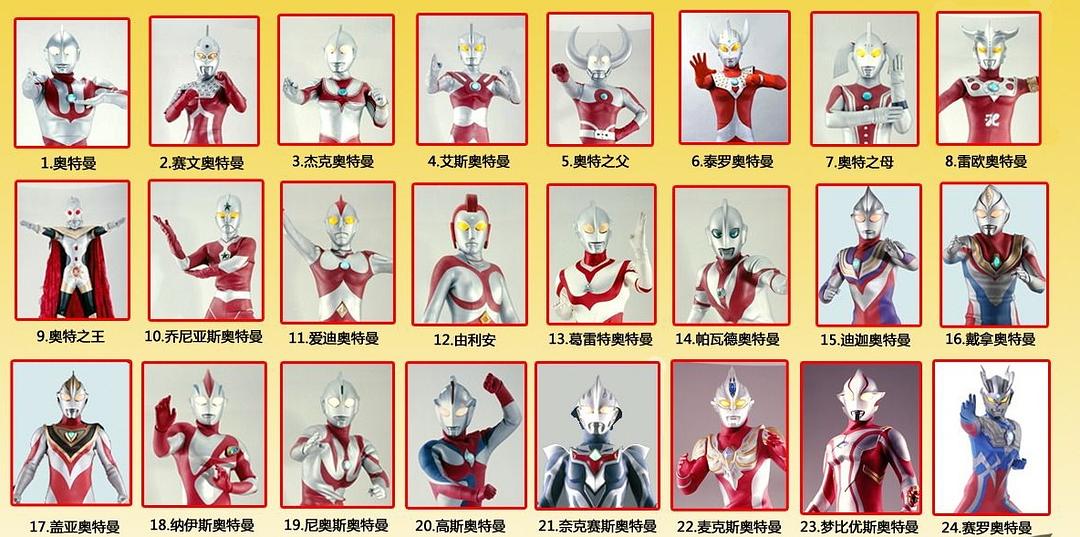 1.奥特曼
2.赛文奥特曼
3.杰克奥特曼
4.艾斯奥特曼
5.奥特之父
6.泰罗奥特曼
7.奥特之母
8.雷欧奥特曼
9.奥特之王
10.乔尼亚斯奥特曼
11.爱迪奥特曼
12.由利安
13.葛雷特奥特曼
14.帕瓦德奥特曼
15.迪迦奥特曼
16.戴拿奥特曼
17.盖亚奥特曼
18.纳伊斯奥特曼
19.尼奥斯奥特曼
20.高斯奥特曼
21.奈克赛斯奥特曼
22.麦克斯奥特曼
23.梦比优斯奥特曼
24.赛罗奥特曼